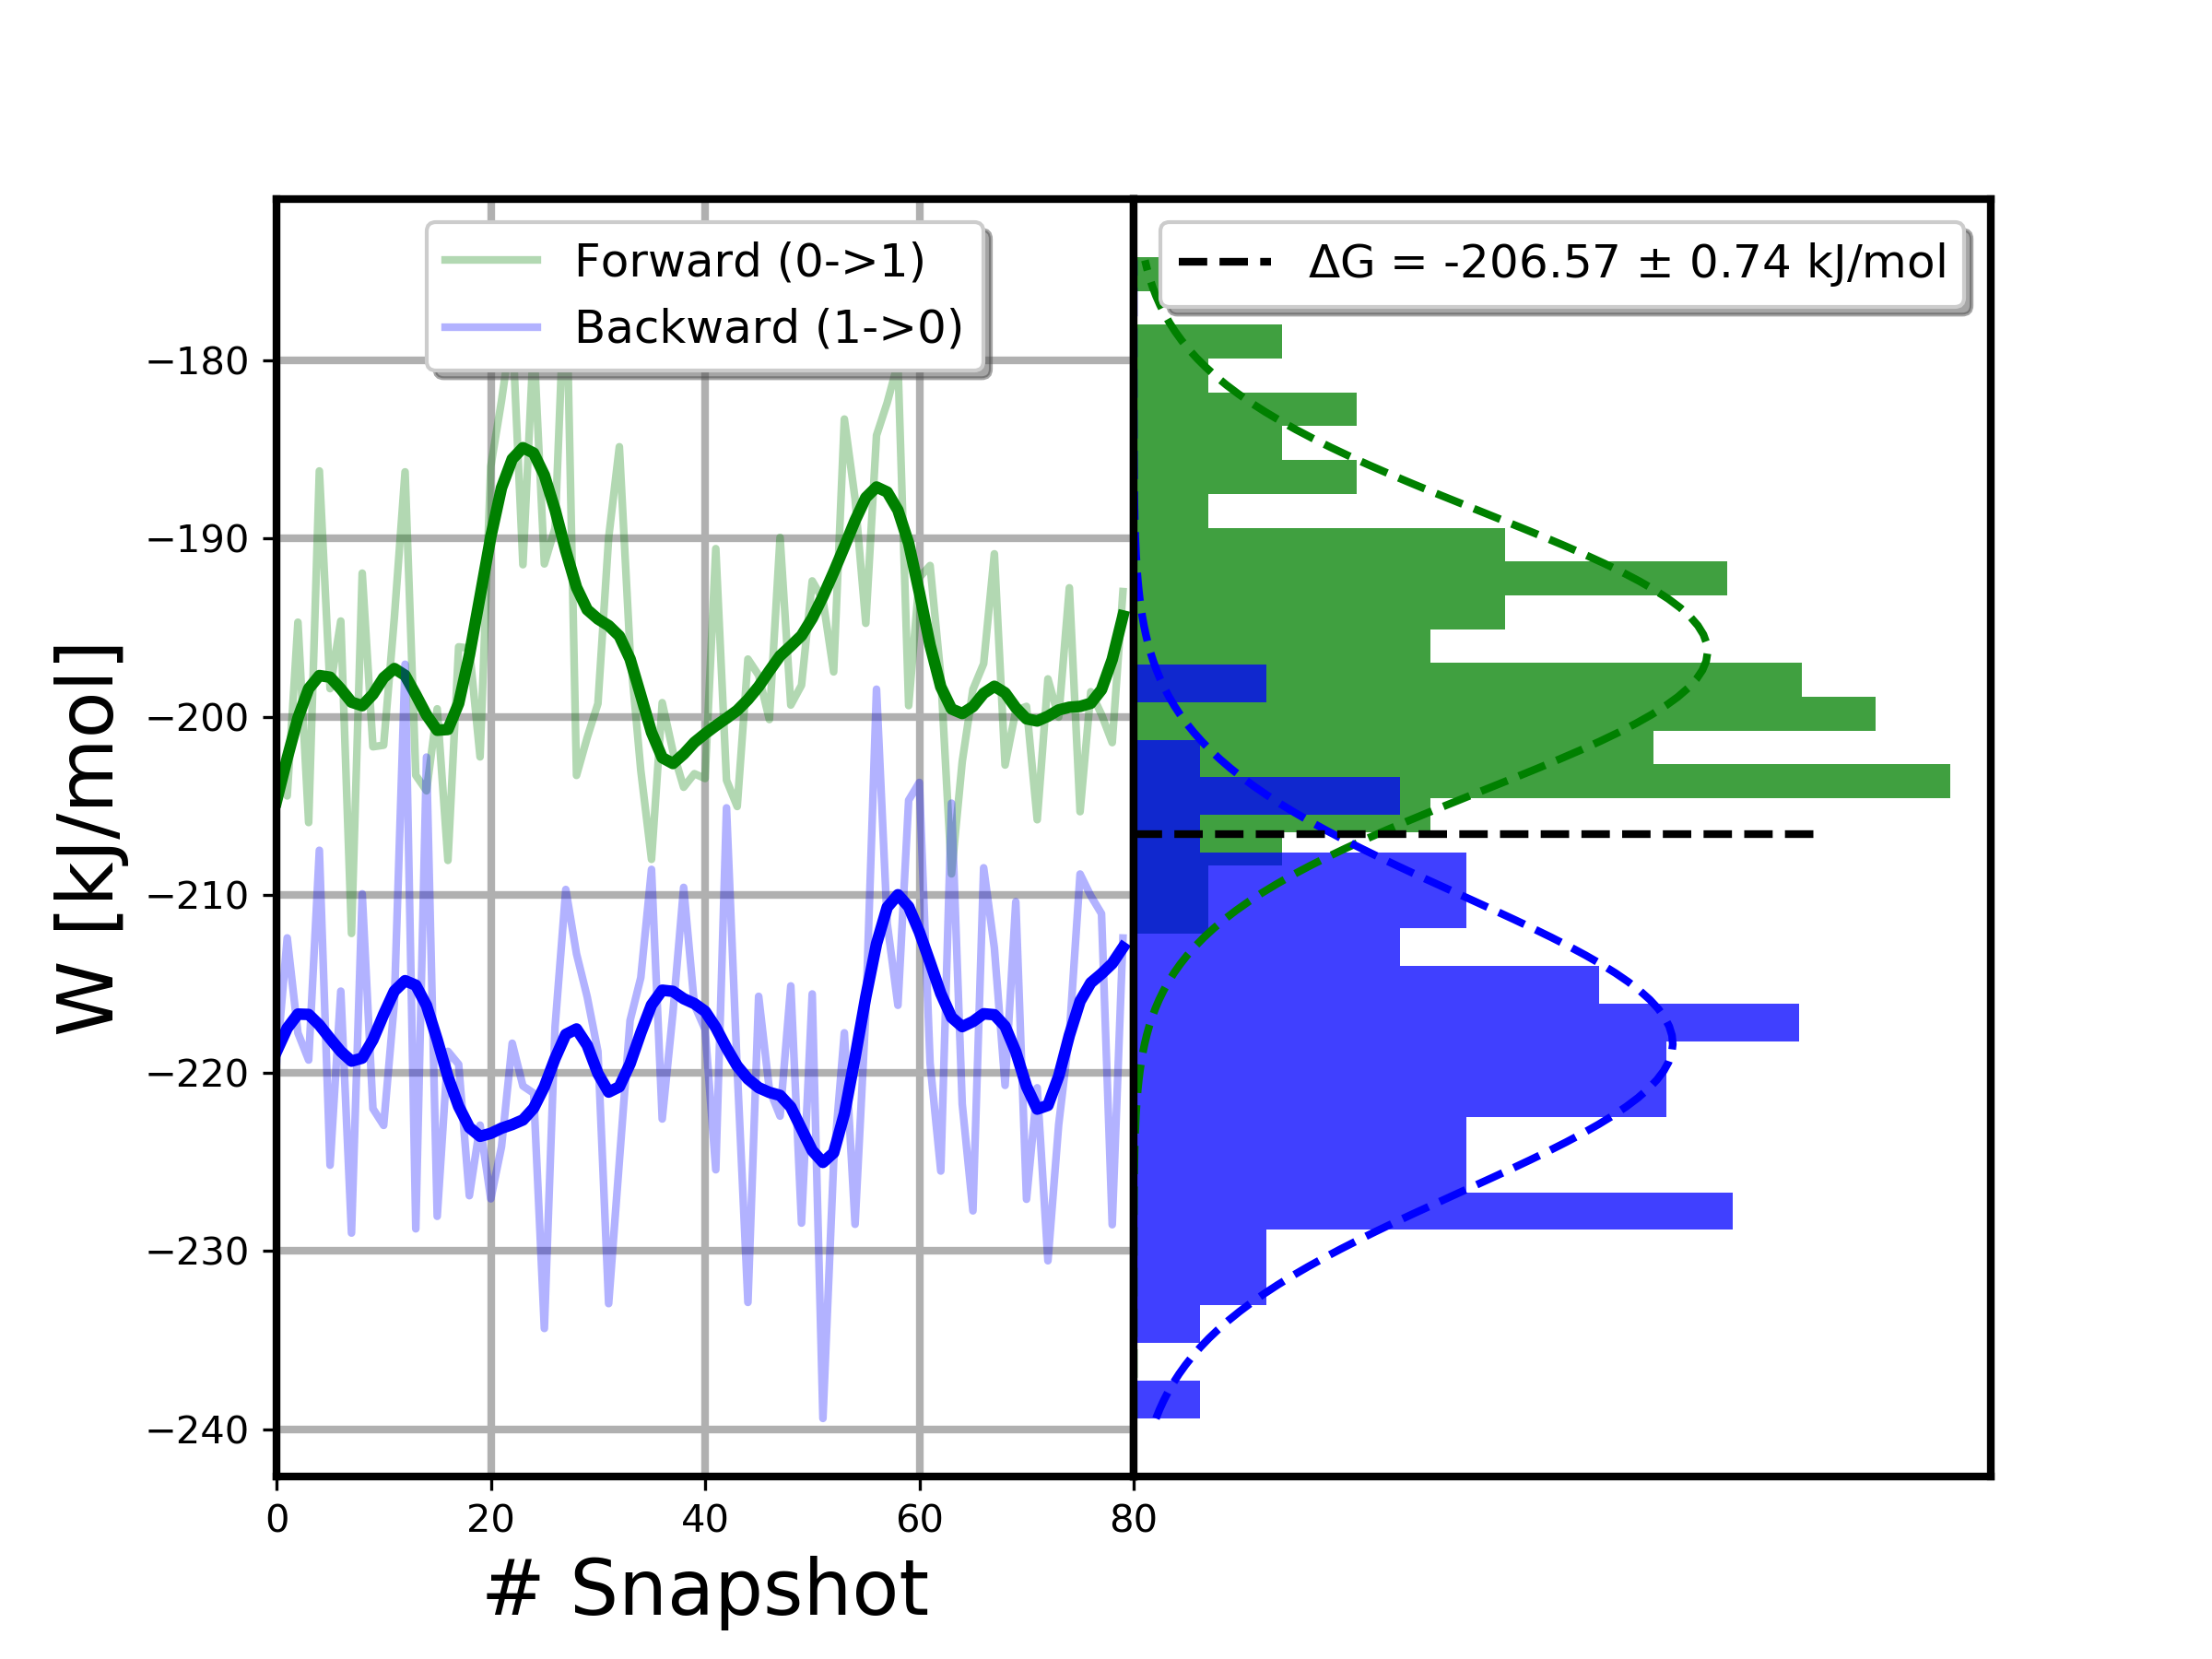 Forward (0->1)
Backward (1->0)
ΔG = -206.57 ± 0.74 kJ/mol
W [kJ/mol]
−180
−190
−200
−210
−220
−230
−240
0 20 40 60 80
# Snapshot